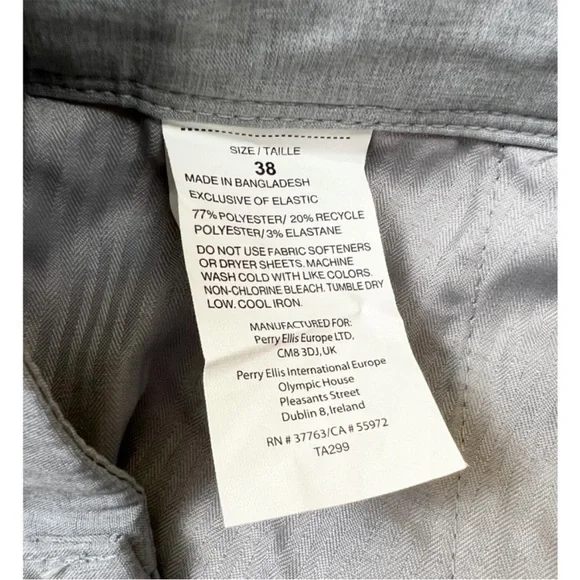 SIZE / TAILLE
38
MADE IN BANGLADESH
EXCLUSIVE OF ELASTIC
77% POLYESTER/ 20% RECYCLE
POLYESTER/ 3% ELASTANE
DO NOT USE FABRIC SOFTENERS
OR DRYER SHEETS. MACHINE
WASH COLD WITH LIKE COLORS.
NON-CHLORINE BLEACH. TUMBLE DRY
LOW. COOL IRON.
MANUFACTURED FOR:
Perry Ellis Europe LTD,
CM8 3DJ, UK
Perry Ellis International Europe
Olympic House
Pleasants Street
Dublin 8, Ireland
RN # 37763/CA # 55972
TA299